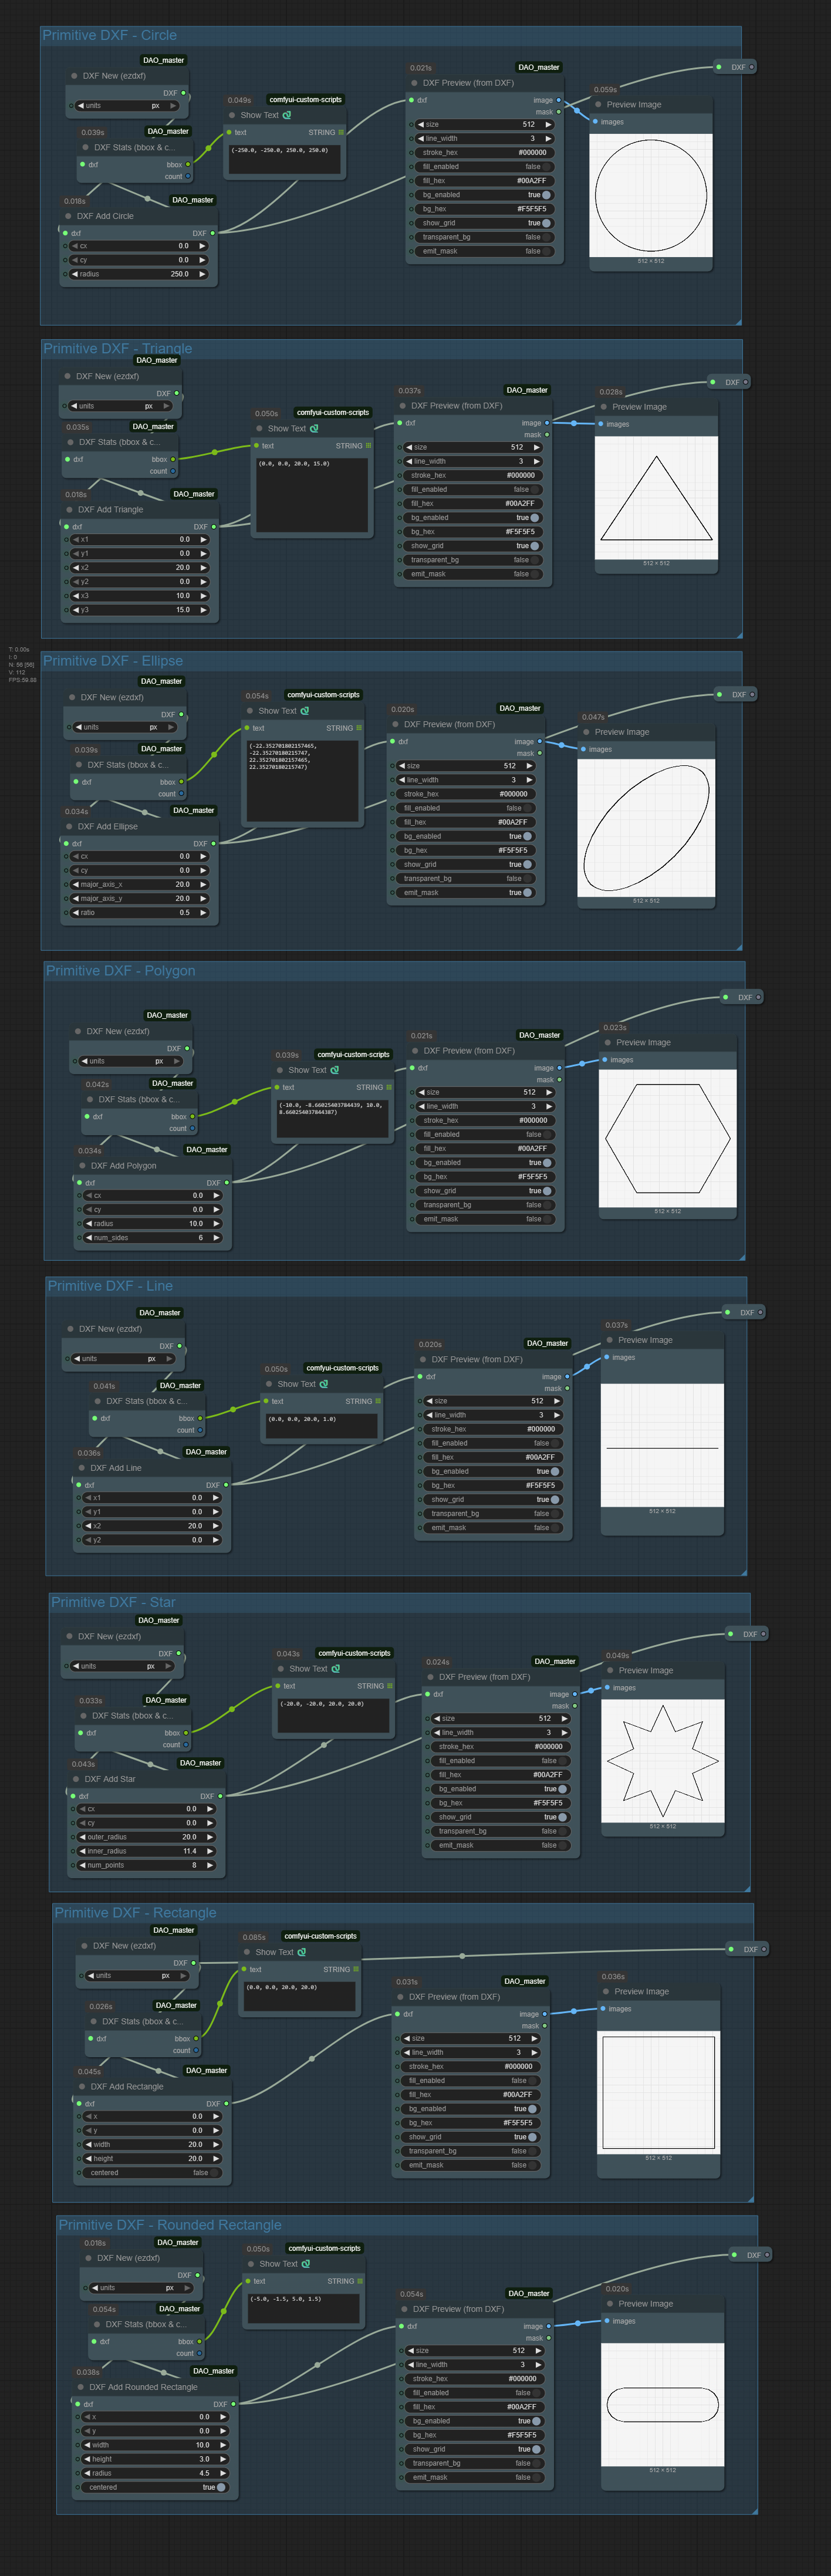 Primitive DXF - Circle
DAO_master
DXF New (ezdxf)
DXF
units px
0.039s
DAO_master
DXF Stats (bbox & c...
dxf bbox
count
0.049s
comfyui-custom-scripts
Show Text
text STRING
(-250.0, -250.0, 250.0, 250.0)
0.018s
DAO_master
DXF Add Circle
dxf DXF
cx 0.0
cy 0.0
radius 250.0
0.021s
DAO_master
DXF Preview (from DXF)
dxf image
mask
size 512
line_width 3
stroke_hex #000000
fill_enabled false
fill_hex #00A2FF
bg_enabled true
bg_hex #F5F5F5
show_grid true
transparent_bg false
emit_mask false
0.059s
Preview Image
images
512 × 512
DXF
Primitive DXF - Triangle
DAO_master
DXF New (ezdxf)
DXF
units px
0.035s
DAO_master
DXF Stats (bbox & c...
dxf bbox
count
0.050s
comfyui-custom-scripts
Show Text
text STRING
(0.0, 0.0, 20.0, 15.0)
0.018s
DAO_master
DXF Add Triangle
dxf DXF
x1 0.0
y1 0.0
x2 20.0
y2 0.0
x3 10.0
y3 15.0
0.037s
DAO_master
DXF Preview (from DXF)
dxf image
mask
size 512
line_width 3
stroke_hex #000000
fill_enabled false
fill_hex #00A2FF
bg_enabled true
bg_hex #F5F5F5
show_grid true
transparent_bg false
emit_mask false
0.028s
Preview Image
images
512 × 512
DXF
T: 0.00s
I: 0
N: 56 [56]
V: 112
FPS:59.88
Primitive DXF - Ellipse
DAO_master
DXF New (ezdxf)
DXF
units px
0.039s
DAO_master
DXF Stats (bbox & c...
dxf bbox
count
0.054s
comfyui-custom-scripts
Show Text
text STRING
(-22.352701802157465,
-22.35270180215747,
22.352701802157465,
22.35270180215747)
0.034s
DAO_master
DXF Add Ellipse
dxf DXF
cx 0.0
cy 0.0
major_axis_x 20.0
major_axis_y 20.0
ratio 0.5
0.020s
DAO_master
DXF Preview (from DXF)
dxf image
mask
size 512
line_width 3
stroke_hex #000000
fill_enabled false
fill_hex #00A2FF
bg_enabled true
bg_hex #F5F5F5
show_grid true
transparent_bg false
emit_mask true
0.047s
Preview Image
images
512 × 512
DXF
Primitive DXF - Polygon
DAO_master
DXF New (ezdxf)
DXF
units px
0.042s
DAO_master
DXF Stats (bbox & c...
dxf bbox
count
0.039s
comfyui-custom-scripts
Show Text
text STRING
(-10.0, -8.66025403784439, 10.0,
8.660254037844387)
0.034s
DAO_master
DXF Add Polygon
dxf DXF
cx 0.0
cy 0.0
radius 10.0
num_sides 6
0.021s
DAO_master
DXF Preview (from DXF)
dxf image
mask
size 512
line_width 3
stroke_hex #000000
fill_enabled false
fill_hex #00A2FF
bg_enabled true
bg_hex #F5F5F5
show_grid true
transparent_bg false
emit_mask false
0.023s
Preview Image
images
512 × 512
DXF
Primitive DXF - Line
DAO_master
DXF New (ezdxf)
DXF
units px
0.041s
DAO_master
DXF Stats (bbox & c...
dxf bbox
count
0.050s
comfyui-custom-scripts
Show Text
text STRING
(0.0, 0.0, 20.0, 1.0)
0.036s
DAO_master
DXF Add Line
dxf DXF
x1 0.0
y1 0.0
x2 20.0
y2 0.0
0.020s
DAO_master
DXF Preview (from DXF)
dxf image
mask
size 512
line_width 3
stroke_hex #000000
fill_enabled false
fill_hex #00A2FF
bg_enabled true
bg_hex #F5F5F5
show_grid true
transparent_bg false
emit_mask false
0.037s
Preview Image
images
512 × 512
DXF
Primitive DXF - Star
DAO_master
DXF New (ezdxf)
DXF
units px
0.033s
DAO_master
DXF Stats (bbox & c...
dxf bbox
count
0.043s
comfyui-custom-scripts
Show Text
text STRING
(-20.0, -20.0, 20.0, 20.0)
0.043s
DAO_master
DXF Add Star
dxf DXF
cx 0.0
cy 0.0
outer_radius 20.0
inner_radius 11.4
num_points 8
0.024s
DAO_master
DXF Preview (from DXF)
dxf image
mask
size 512
line_width 3
stroke_hex #000000
fill_enabled false
fill_hex #00A2FF
bg_enabled true
bg_hex #F5F5F5
show_grid true
transparent_bg false
emit_mask false
0.049s
Preview Image
images
512 × 512
DXF
Primitive DXF - Rectangle
DAO_master
DXF New (ezdxf)
DXF
units px
0.026s
DAO_master
DXF Stats (bbox & c...
dxf bbox
count
0.085s
comfyui-custom-scripts
Show Text
text STRING
(0.0, 0.0, 20.0, 20.0)
0.045s
DAO_master
DXF Add Rectangle
dxf DXF
x 0.0
y 0.0
width 20.0
height 20.0
centered false
0.031s
DAO_master
DXF Preview (from DXF)
dxf image
mask
size 512
line_width 3
stroke_hex #000000
fill_enabled false
fill_hex #00A2FF
bg_enabled true
bg_hex #F5F5F5
show_grid true
transparent_bg false
emit_mask false
0.036s
Preview Image
images
512 × 512
DXF
Primitive DXF - Rounded Rectangle
0.018s
DAO_master
DXF New (ezdxf)
DXF
units px
0.054s
DAO_master
DXF Stats (bbox & c...
dxf bbox
count
0.050s
comfyui-custom-scripts
Show Text
text STRING
(-5.0, -1.5, 5.0, 1.5)
0.038s
DAO_master
DXF Add Rounded Rectangle
dxf DXF
x 0.0
y 0.0
width 10.0
height 3.0
radius 4.5
centered true
0.054s
DAO_master
DXF Preview (from DXF)
dxf image
mask
size 512
line_width 3
stroke_hex #000000
fill_enabled false
fill_hex #00A2FF
bg_enabled true
bg_hex #F5F5F5
show_grid true
transparent_bg false
emit_mask false
0.020s
Preview Image
images
512 × 512
DXF